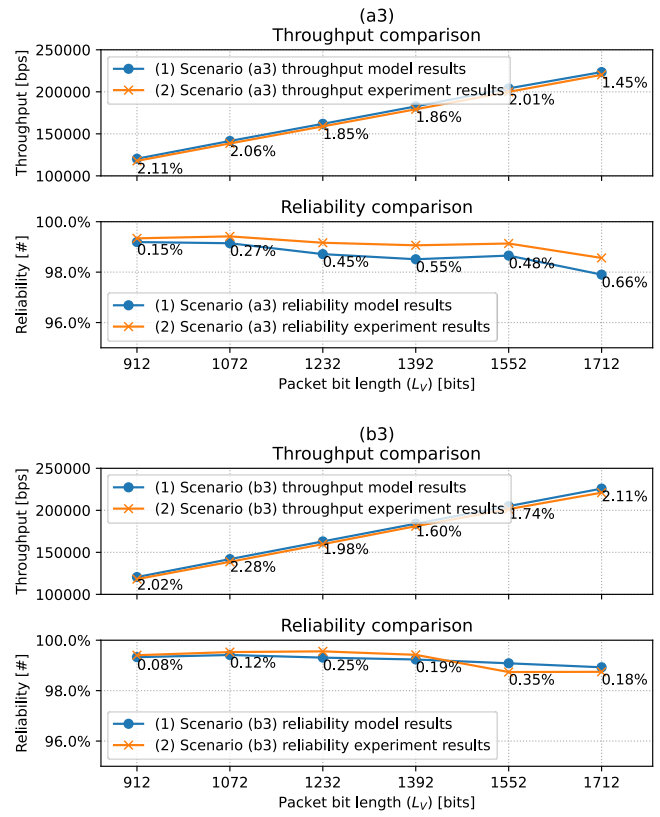 (a3)
Throughput comparison
Throughput [bps]
250000
200000
150000
100000
(1) Scenario (a3) throughput model results
(2) Scenario (a3) throughput experiment results
2.11%
2.06%
1.85%
1.86%
2.01%
1.45%
Reliability comparison
Reliability [#]
100.0%
98.0%
96.0%
0.15%
0.27%
0.45%
0.55%
0.48%
0.66%
(1) Scenario (a3) reliability model results
(2) Scenario (a3) reliability experiment results
912 1072 1232 1392 1552 1712
Packet bit length (L_V) [bits]
(b3)
Throughput comparison
Throughput [bps]
250000
200000
150000
100000
(1) Scenario (b3) throughput model results
(2) Scenario (b3) throughput experiment results
2.02%
2.28%
1.98%
1.60%
1.74%
2.11%
Reliability comparison
Reliability [#]
100.0%
98.0%
96.0%
0.08%
0.12%
0.25%
0.19%
0.35%
0.18%
(1) Scenario (b3) reliability model results
(2) Scenario (b3) reliability experiment results
912 1072 1232 1392 1552 1712
Packet bit length (L_V) [bits]